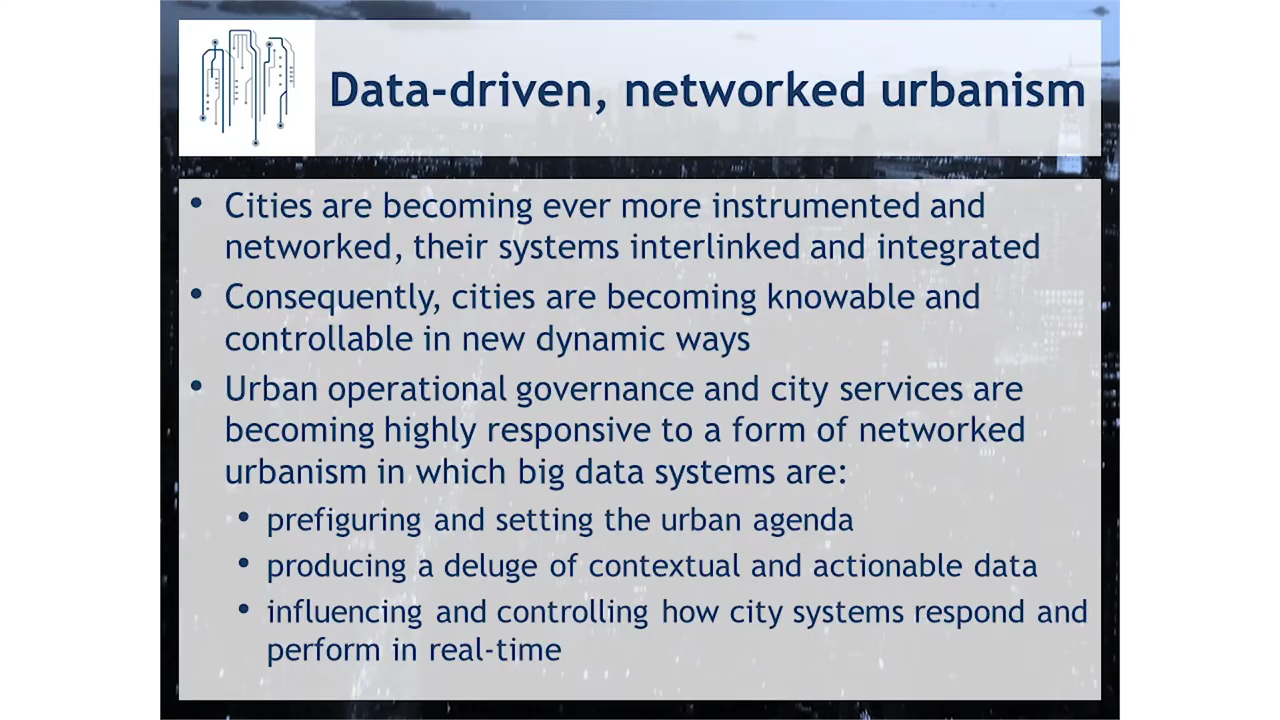 Data-driven, networked urbanism
• Cities are becoming ever more instrumented and
networked, their systems interlinked and integrated
• Consequently, cities are becoming knowable and
controllable in new dynamic ways
• Urban operational governance and city services are
becoming highly responsive to a form of networked
urbanism in which big data systems are:
• prefiguring and setting the urban agenda
• producing a deluge of contextual and actionable data
• influencing and controlling how city systems respond and
perform in real-time